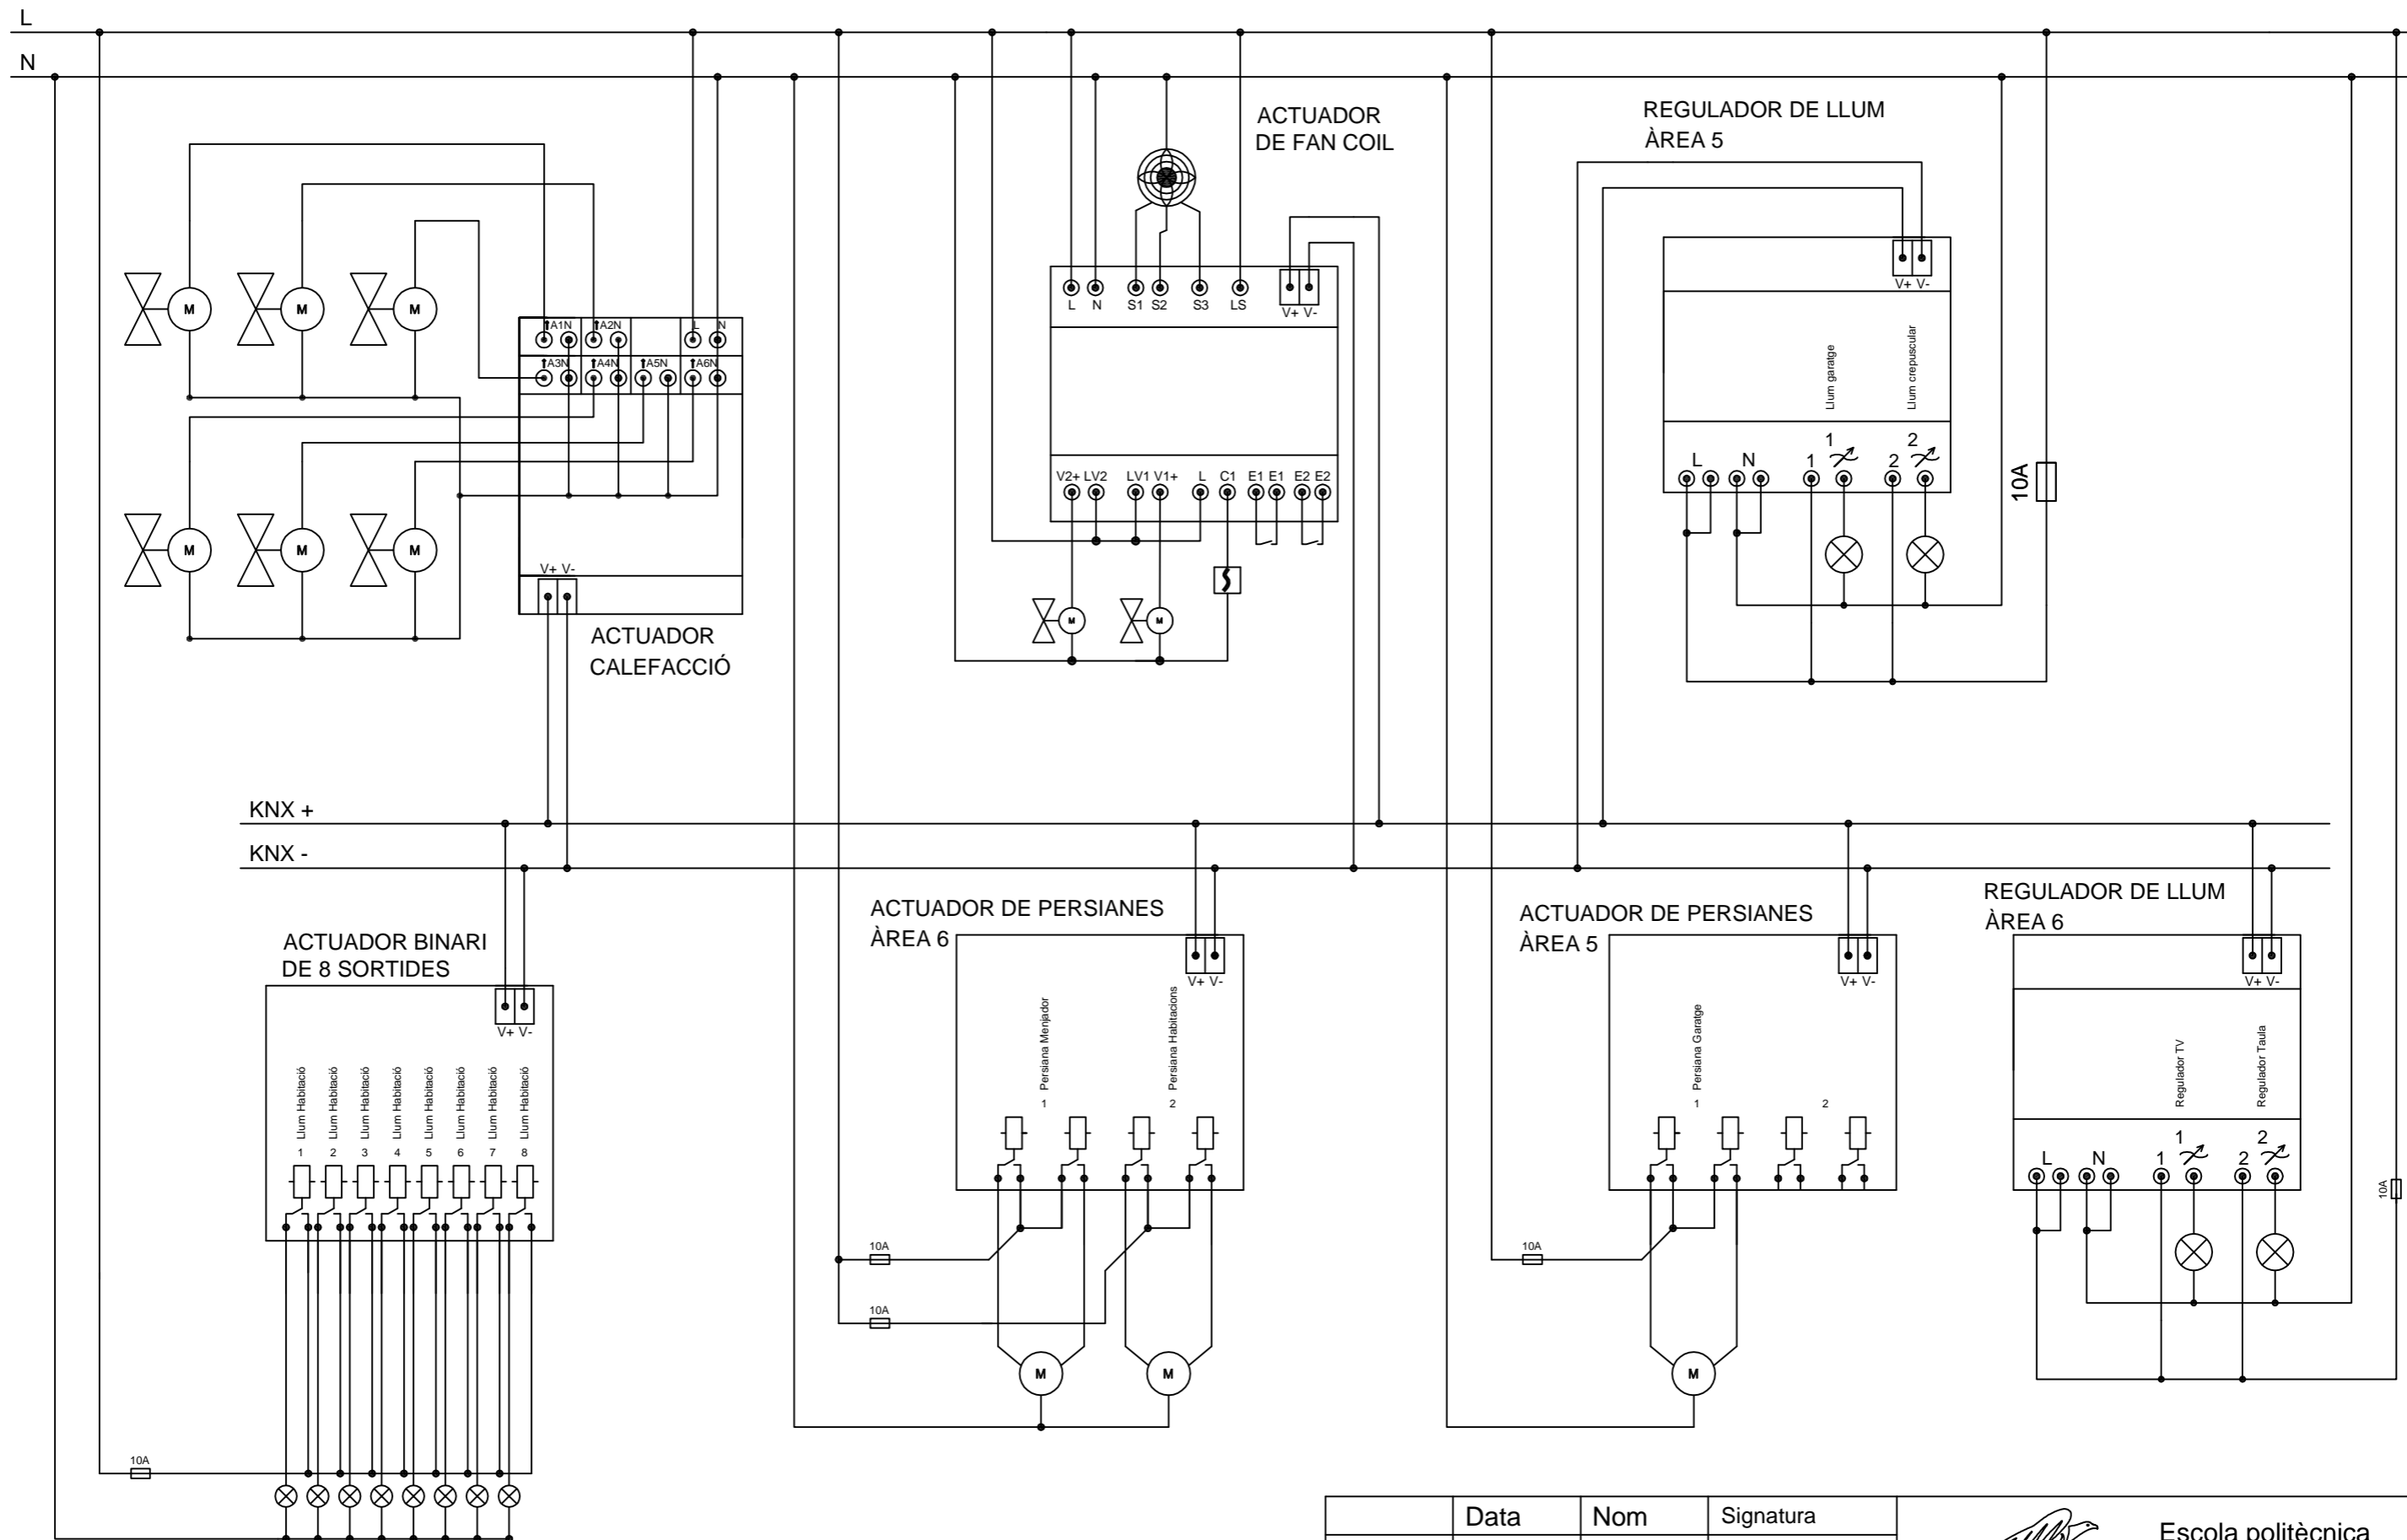 L
N
ACTUADOR
DE FAN COIL
REGULADOR DE LLUM
ÀREA 5
V+ V-
Llum garatge
Llum crepuscular
1
2
L
N
1
2
10A
L
N
S1
S2
S3
LS
V+ V-
V2+
LV2
LV1
V1+
L
C1
E1
E1
E2
E2
M
M
M
M
M
A1N
A2N
L
N
A3N
A4N
A5N
A6N
M
M
M
V+ V-
ACTUADOR
CALEFACCIÓ
KNX +
KNX -
ACTUADOR BINARI
DE 8 SORTIDES
V+ V-
Llum Habitació
Llum Habitació
Llum Habitació
Llum Habitació
Llum Habitació
Llum Habitació
Llum Habitació
Llum Habitació
1
2
3
4
5
6
7
8
10A
ACTUADOR DE PERSIANES
ÀREA 6
V+ V-
Persiana Menjador
Persiana Habitacions
1
2
10A
10A
M
M
ACTUADOR DE PERSIANES
ÀREA 5
V+ V-
Persiana Garatge
1
2
10A
M
REGULADOR DE LLUM
ÀREA 6
V+ V-
Regulador TV
Regulador Taula
1
2
L
N
1
2
10A
Data
Nom
Signatura
Escola politècnica